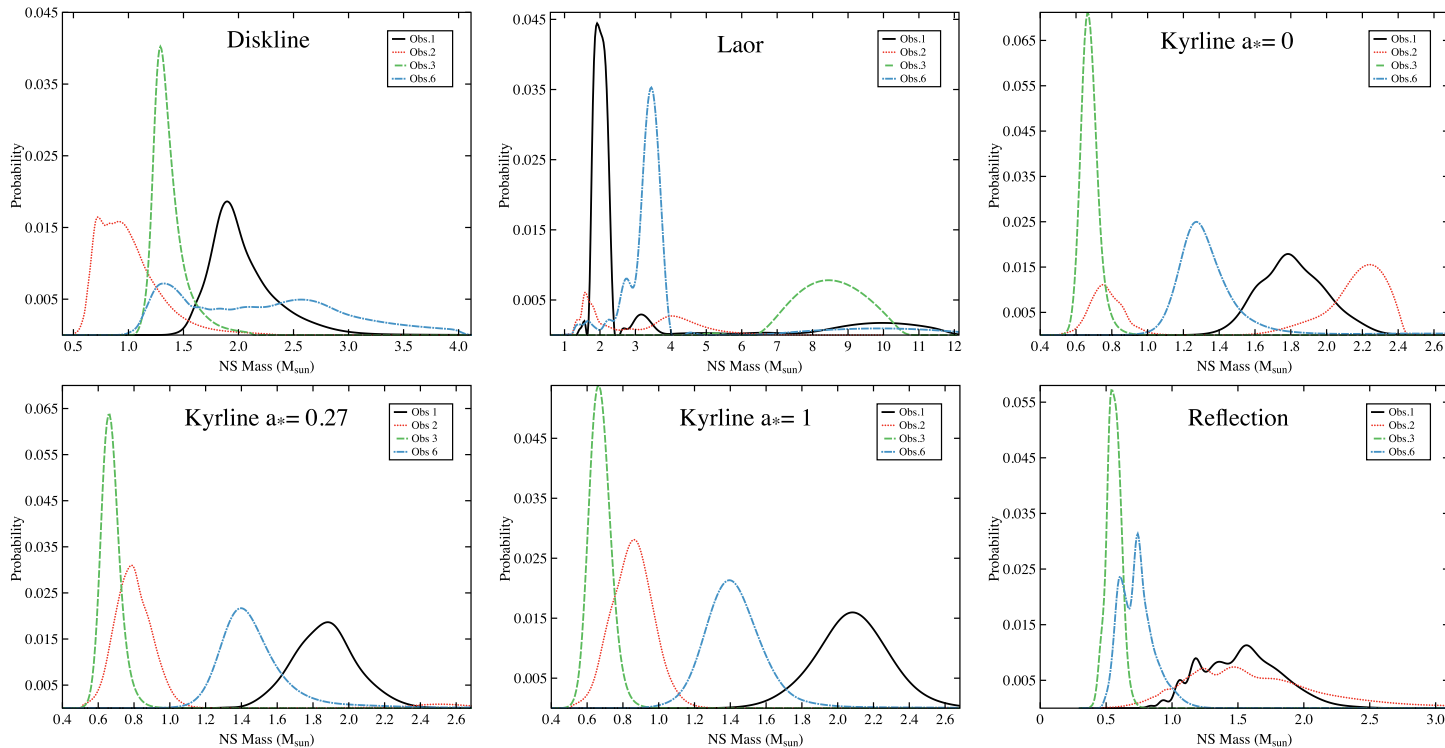 Diskline
Obs.1
Obs.2
Obs.3
Obs.6
0.045
0.035
0.025
0.015
0.005
Probability
0.5 1.0 1.5 2.0 2.5 3.0 3.5 4.0
NS Mass (Msun)
Laor
Obs.1
Obs.2
Obs.3
Obs.6
0.045
0.035
0.025
0.015
0.005
Probability
1 2 3 4 5 6 7 8 9 10 11 12
NS Mass (Msun)
Kyrline a*= 0
Obs.1
Obs.2
Obs.3
Obs.6
0.065
0.055
0.045
0.035
0.025
0.015
0.005
Probability
0.4 0.6 0.8 1.0 1.2 1.4 1.6 1.8 2.0 2.2 2.4 2.6
NS Mass (Msun)
Kyrline a*= 0.27
Obs 1
Obs 2
Obs 3
Obs 6
0.065
0.055
0.045
0.035
0.025
0.015
0.005
Probability
0.4 0.6 0.8 1.0 1.2 1.4 1.6 1.8 2.0 2.2 2.4 2.6
NS Mass (Msun)
Kyrline a*= 1
Obs.1
Obs.2
Obs.3
Obs.6
0.045
0.035
0.025
0.015
0.005
Probability
0.4 0.6 0.8 1.0 1.2 1.4 1.6 1.8 2.0 2.2 2.4 2.6
NS Mass (Msun)
Reflection
Obs.1
Obs.2
Obs.3
Obs.6
0.055
0.045
0.035
0.025
0.015
0.005
Probability
0 0.5 1.0 1.5 2.0 2.5 3.0
NS Mass (Msun)